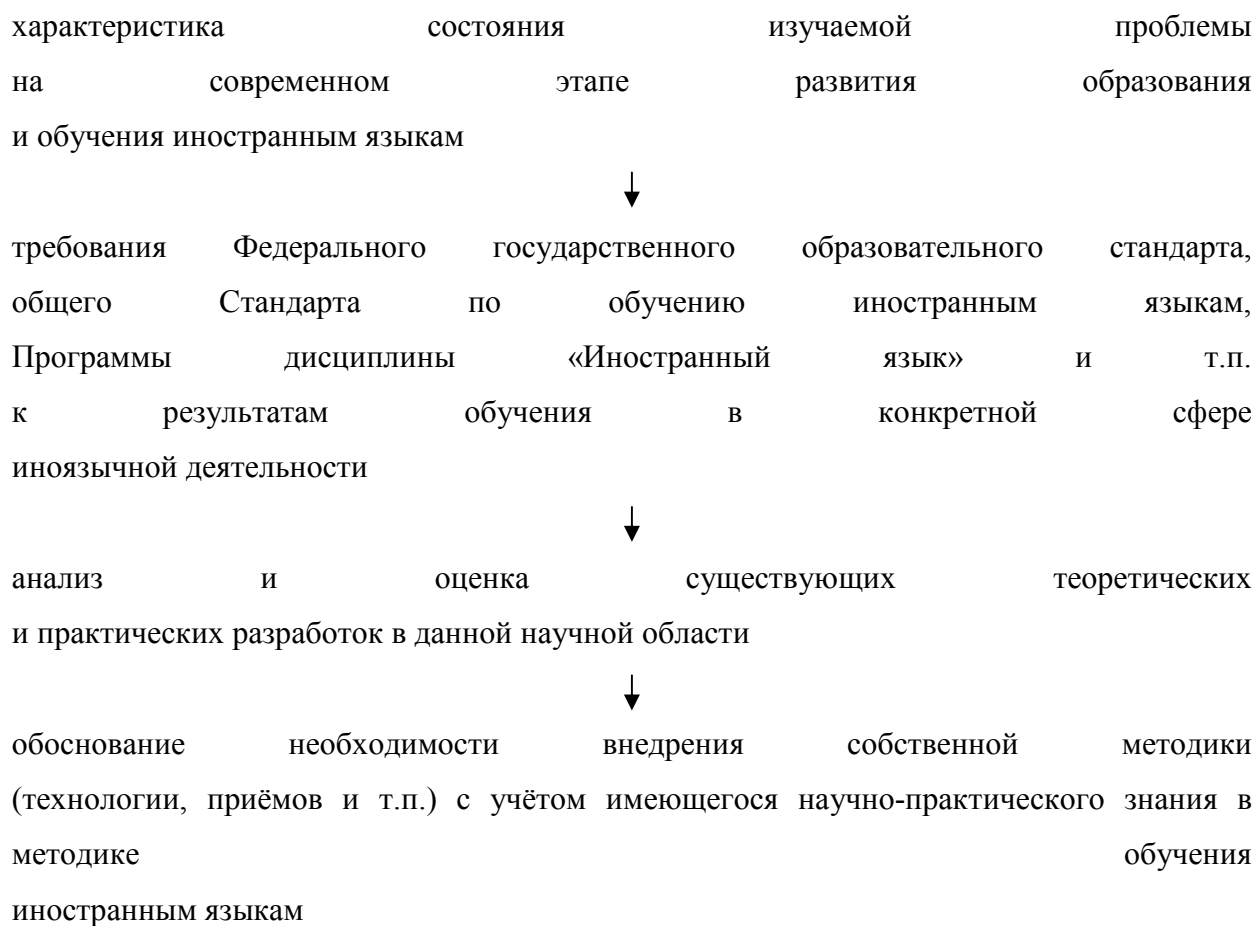 характеристика состояния изучаемой проблемы
на современном этапе развития образования
и обучения иностранным языкам
↓
требования Федерального государственного образовательного стандарта,
общего Стандарта по обучению иностранным языкам,
Программы дисциплины «Иностранный язык» и т.п.
к результатам обучения в конкретной сфере
иноязычной деятельности
↓
анализ и оценка существующих теоретических
и практических разработок в данной научной области
↓
обоснование необходимости внедрения собственной методики
(технологии, приёмов и т.п.) с учётом имеющегося научно-практического знания в
методике обучения
иностранным языкам